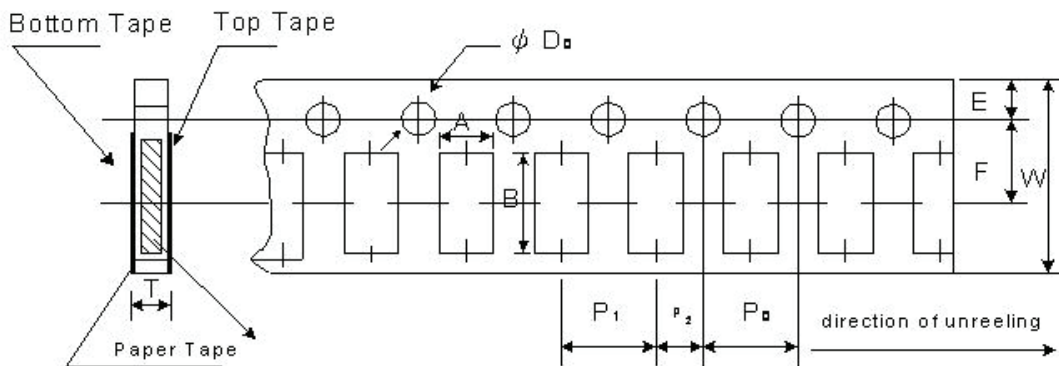 Bottom Tape
Top Tape
ϕ D₀
E
A
F
W
B
T
P₁
P₂
P₀
direction of unreeling
Paper Tape